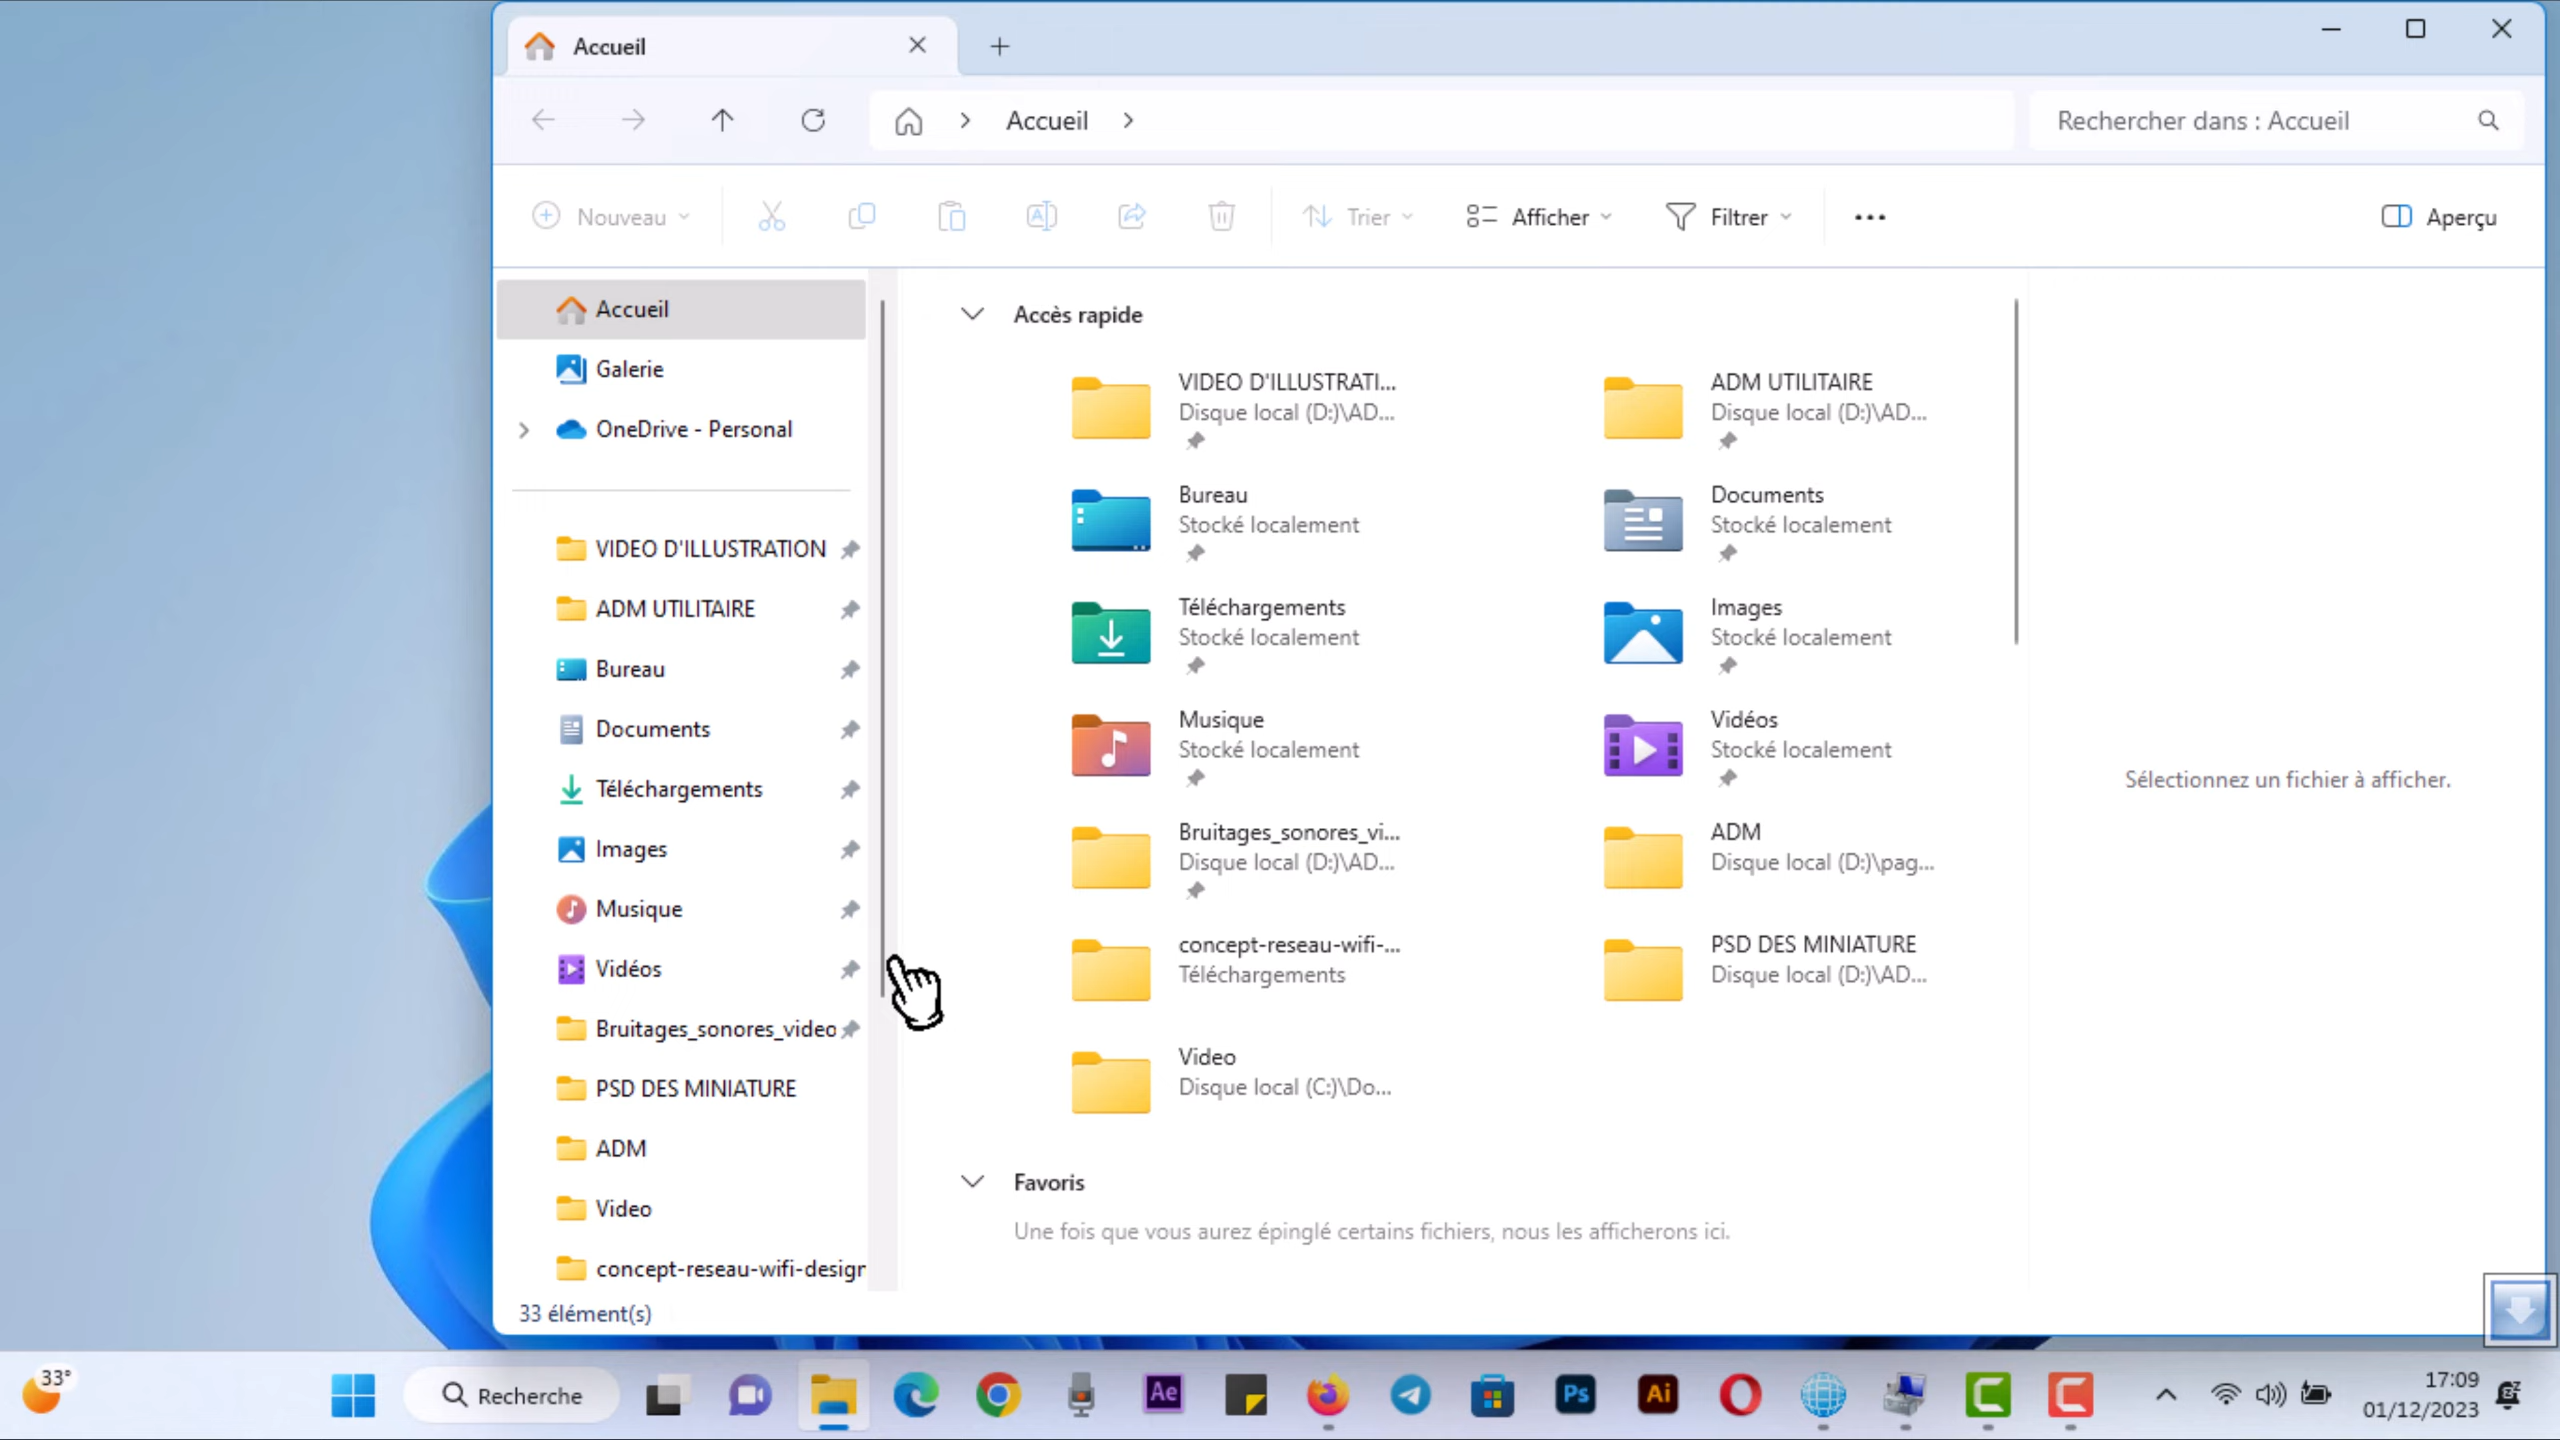 Accueil
Accueil
Rechercher dans : Accueil
Nouveau
Trier
Afficher
Filtrer
Aperçu
Accueil
Galerie
OneDrive - Personal
VIDEO D'ILLUSTRATION
ADM UTILITAIRE
Bureau
Documents
Téléchargements
Images
Musique
Vidéos
Bruitages_sonores_video
PSD DES MINIATURE
ADM
Video
concept-reseau-wifi-design
33 élément(s)
Accès rapide
VIDEO D'ILLUSTRATI...
Disque local (D:)\AD...
ADM UTILITAIRE
Disque local (D:)\AD...
Bureau
Stocké localement
Documents
Stocké localement
Téléchargements
Stocké localement
Images
Stocké localement
Musique
Stocké localement
Vidéos
Stocké localement
Bruitages_sonores_vi...
Disque local (D:)\AD...
ADM
Disque local (D:)\pag...
concept-reseau-wifi-...
Téléchargements
PSD DES MINIATURE
Disque local (D:)\AD...
Video
Disque local (C:)\Do...
Favoris
Une fois que vous aurez épinglé certains fichiers, nous les afficherons ici.
Sélectionnez un fichier à afficher.
33°
Recherche
Ae
Ps
Ai
17:09
01/12/2023